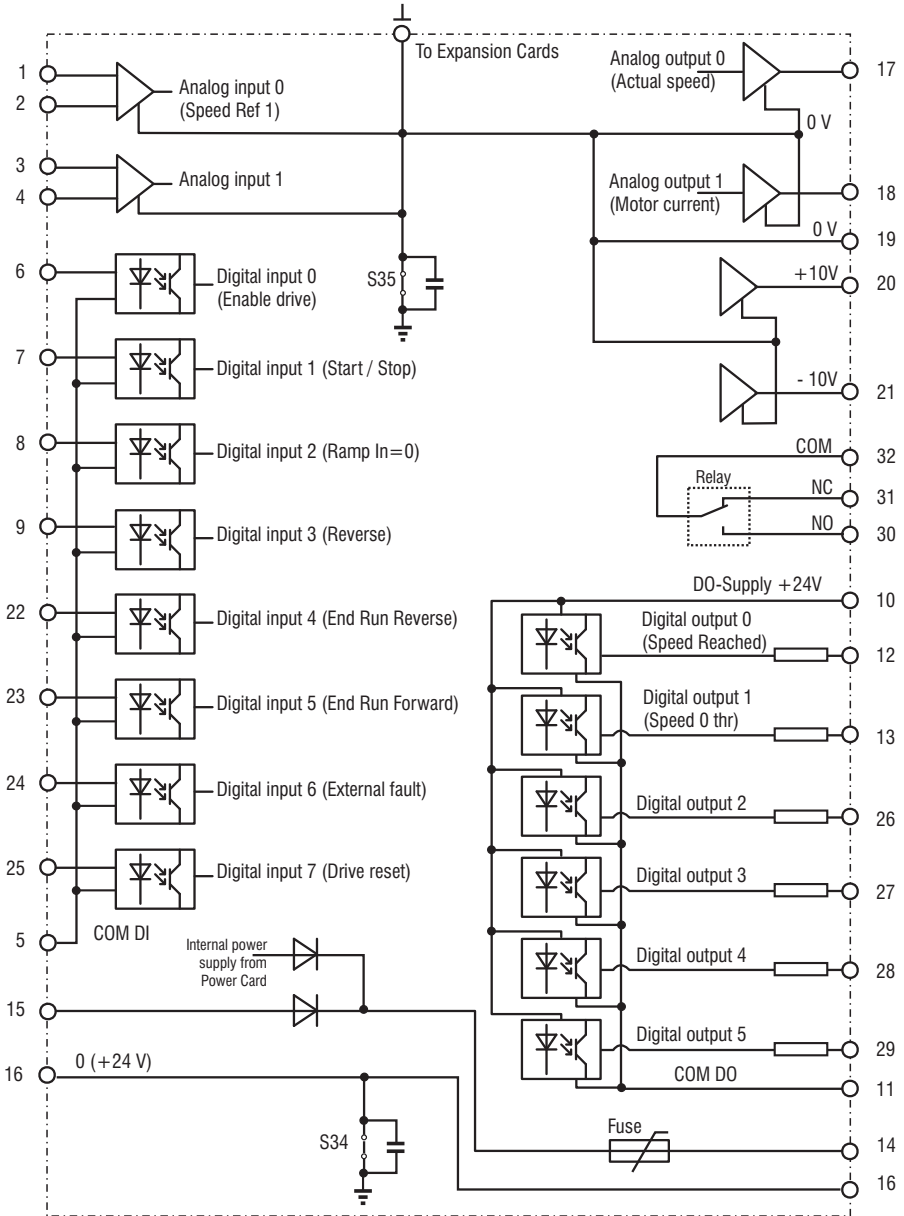 To Expansion Cards
1
2
Analog input 0
(Speed Ref 1)
3
4
Analog input 1
6
Digital input 0
(Enable drive)
7
Digital input 1 (Start / Stop)
8
Digital input 2 (Ramp In=0)
9
Digital input 3 (Reverse)
22
Digital input 4 (End Run Reverse)
23
Digital input 5 (End Run Forward)
24
Digital input 6 (External fault)
25
Digital input 7 (Drive reset)
5
COM DI
Internal power
supply from
Power Card
15
16
0 (+24 V)
S34
S35
Analog output 0
(Actual speed)
17
0 V
Analog output 1
(Motor current)
18
0 V
19
+10V
20
- 10V
21
COM
32
Relay
NC
31
NO
30
DO-Supply +24V
10
Digital output 0
(Speed Reached)
12
Digital output 1
(Speed 0 thr)
13
Digital output 2
26
Digital output 3
27
Digital output 4
28
Digital output 5
29
COM DO
11
Fuse
14
16